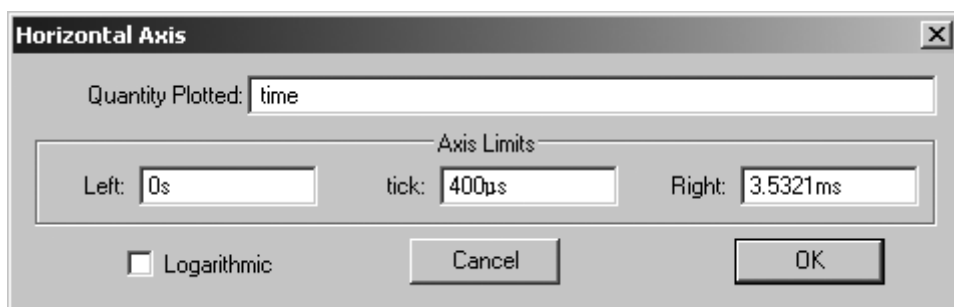 Horizontal Axis
Quantity Plotted: time
Axis Limits
Left: 0s tick: 400µs Right: 3.5321ms
Logarithmic Cancel OK